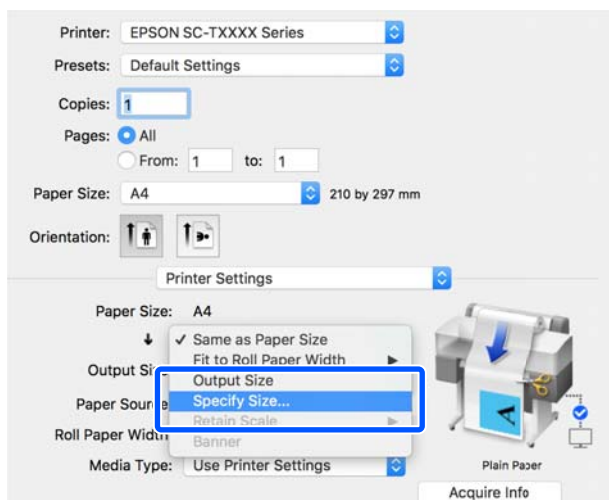 Printer: EPSON SC-TXXXX Series
Presets: Default Settings
Copies: 1
Pages: All
From: 1 to: 1
Paper Size: A4 210 by 297 mm
Orientation:
Printer Settings
Paper Size: A4
✓ Same as Paper Size
Fit to Roll Paper Width
Output Size
Specify Size...
Retain Scale
Banner
Paper Source
Roll Paper Width
Media Type: Use Printer Settings
Plain Paper
Acquire Info